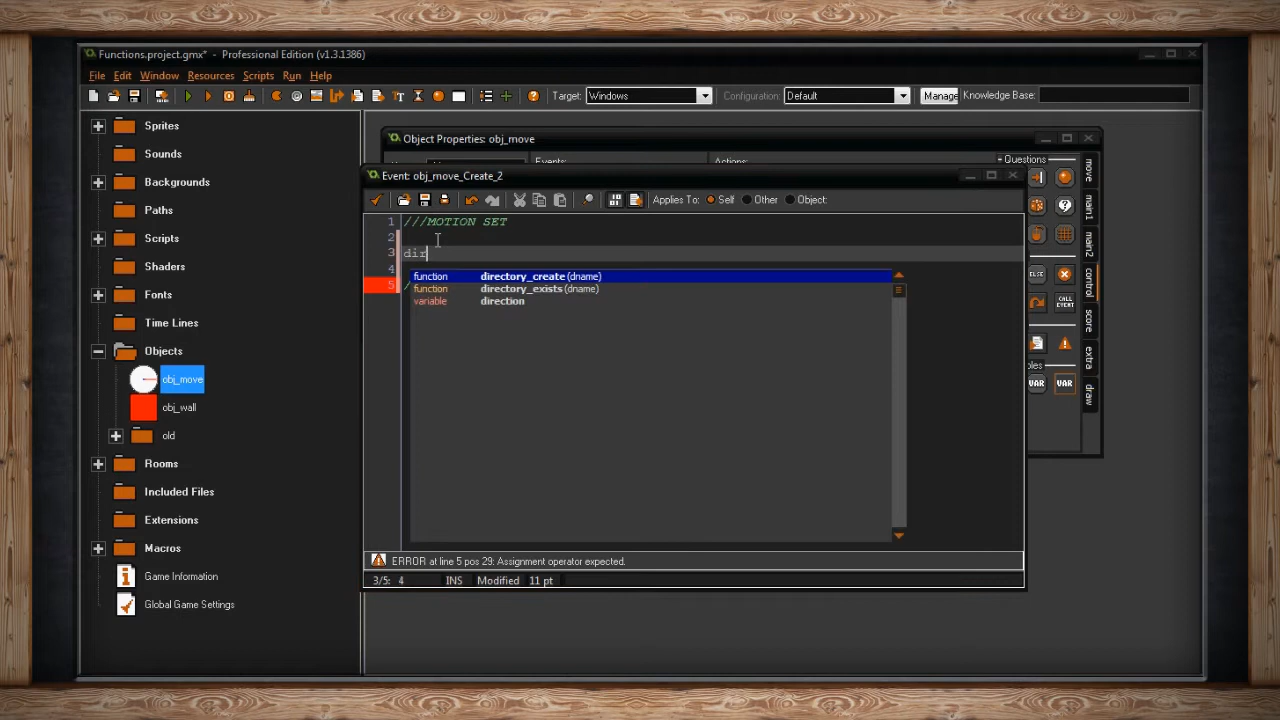 Functions.project.gmx* - Professional Edition (v1.3.1386)
File Edit Window Resources Scripts Run Help
Target: Windows Configuration: Default Manage Knowledge Base:
Sprites
Sounds
Backgrounds
Paths
Scripts
Shaders
Fonts
Time Lines
Objects
obj_move
obj_wall
old
Rooms
Included Files
Extensions
Macros
Game Information
Global Game Settings
Object Properties: obj_move
Events: Actions:
Questions
move
main1
main2
control
score
extra
draw
ELSE
CALL EVENT
VAR VAR
Event: obj_move_Create_2
Applies To: Self Other Object:
1 ///MOTION SET
2
3 dir
4
5 /
function directory_create(dname)
function directory_exists(dname)
variable direction
ERROR at line 5 pos 29: Assignment operator expected.
3/5: 4 INS Modified 11 pt